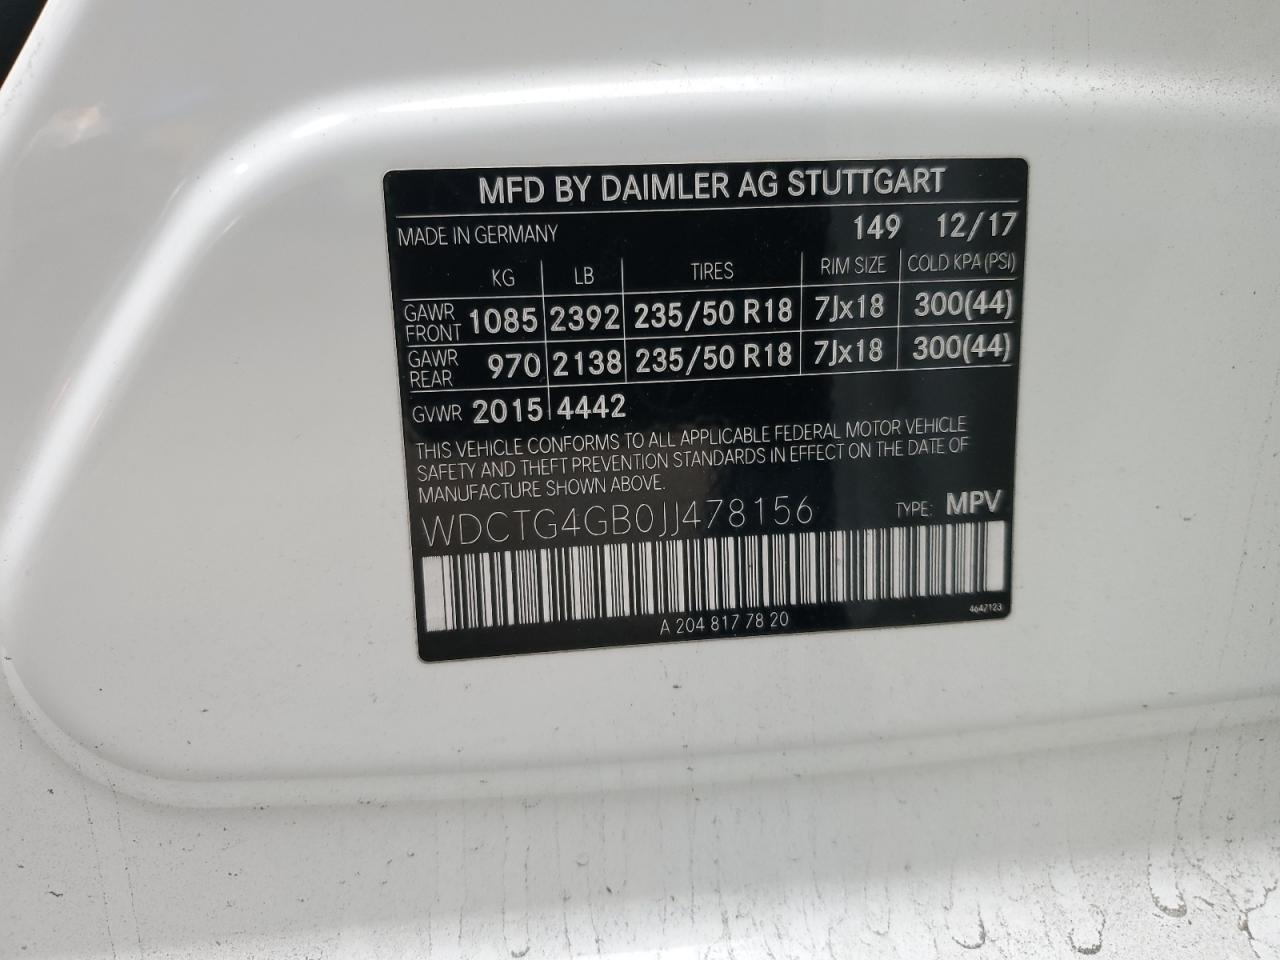 MFD BY DAIMLER AG STUTTGART
MADE IN GERMANY 149 12/17
KG LB TIRES RIM SIZE COLD KPA (PSI)
GAWR FRONT 1085 2392 235/50 R18 7Jx18 300(44)
GAWR REAR 970 2138 235/50 R18 7Jx18 300(44)
GVWR 2015 4442
THIS VEHICLE CONFORMS TO ALL APPLICABLE FEDERAL MOTOR VEHICLE
SAFETY AND THEFT PREVENTION STANDARDS IN EFFECT ON THE DATE OF
MANUFACTURE SHOWN ABOVE.
WDCTG4GB0JJ478156 TYPE: MPV
A 204 817 78 20 4647123